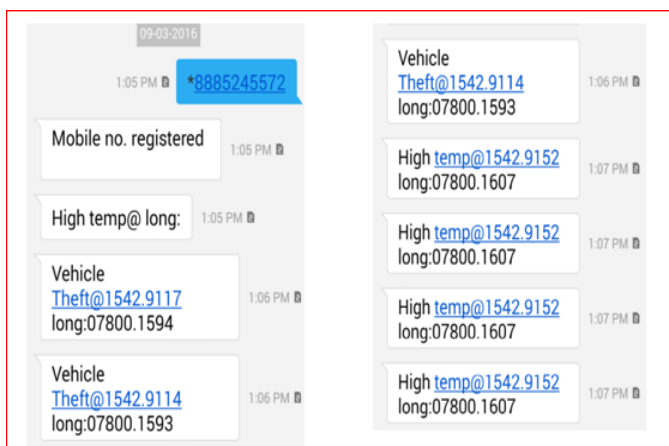 09-03-2016
1:05 PM *8885245572
Mobile no. registered
1:05 PM
High temp@ long: 1:05 PM
Vehicle
Theft@1542.9117 1:06 PM
long:07800.1594
Vehicle
Theft@1542.9114 1:06 PM
long:07800.1593
Vehicle
Theft@1542.9114 1:06 PM
long:07800.1593
High temp@1542.9152 1:07 PM
long:07800.1607
High temp@1542.9152 1:07 PM
long:07800.1607
High temp@1542.9152 1:07 PM
long:07800.1607
High temp@1542.9152 1:07 PM
long:07800.1607